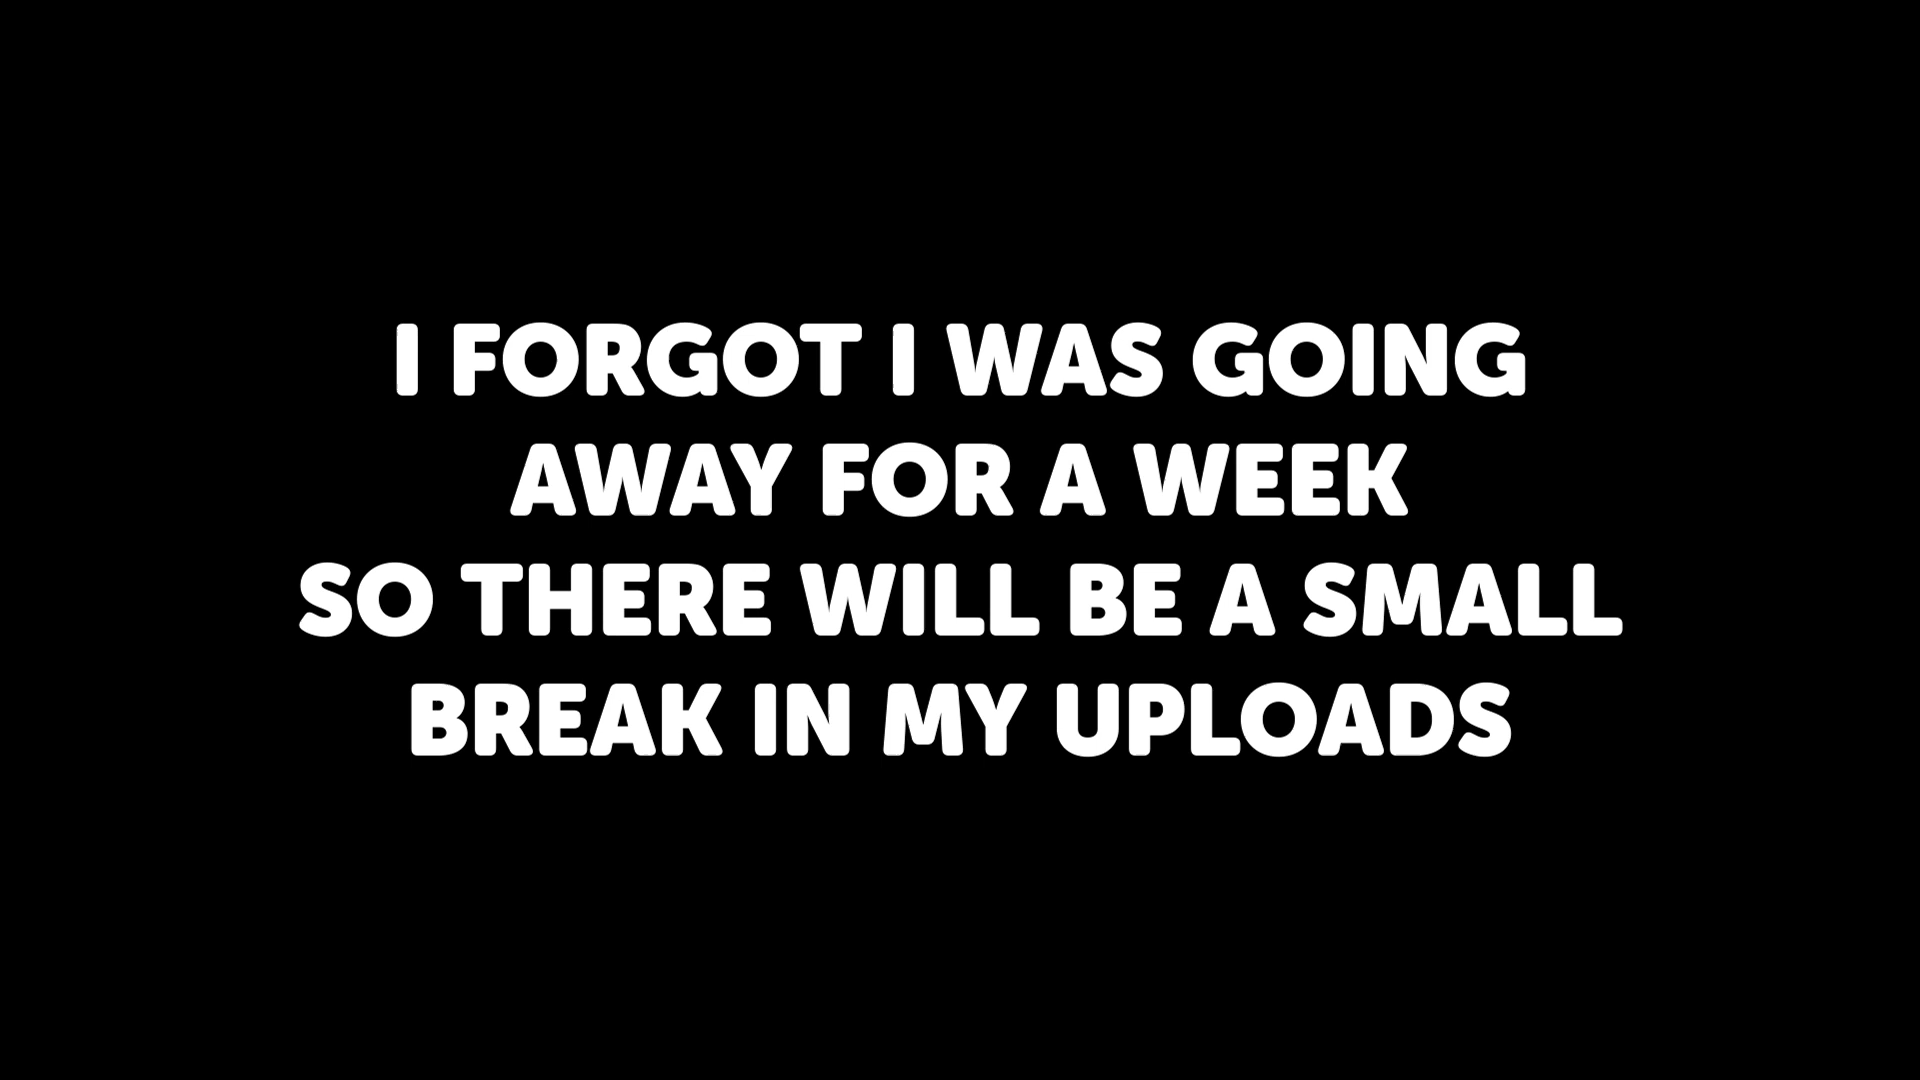 I FORGOT I WAS GOING
AWAY FOR A WEEK
SO THERE WILL BE A SMALL
BREAK IN MY UPLOADS